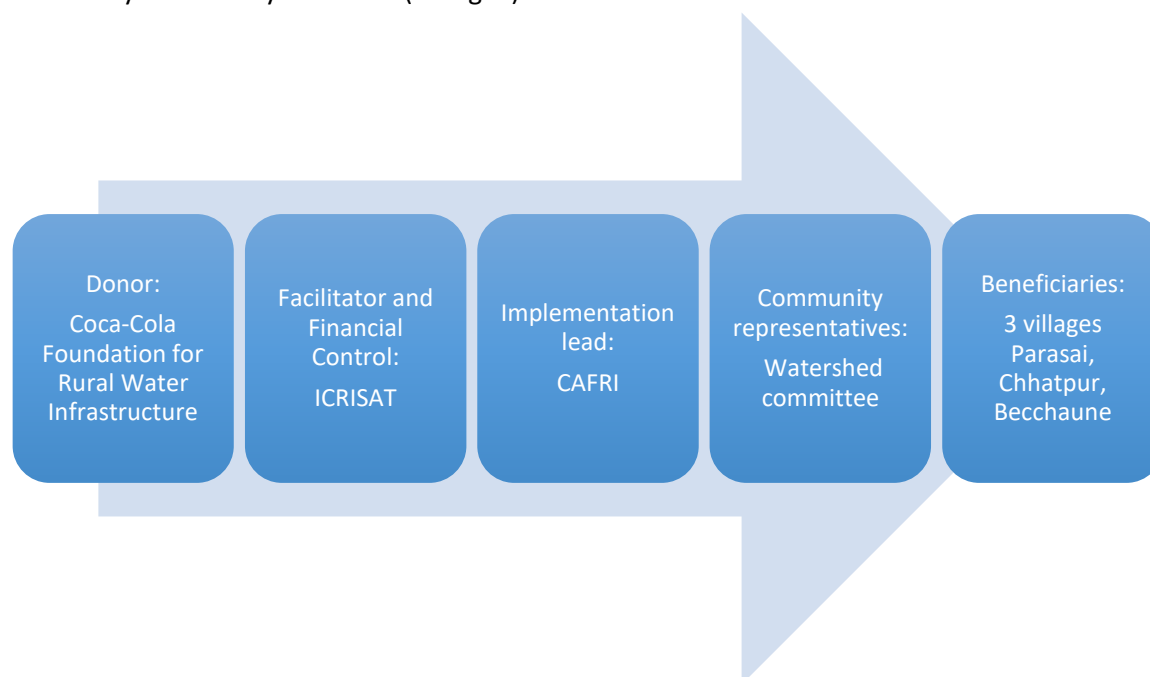 Donor:
Coca-Cola
Foundation for
Rural Water
Infrastructure
Facilitator and
Financial
Control:
ICRISAT
Implementation
lead:
CAFRI
Community
representatives:
Watershed
committee
Beneficiaries:
3 villages
Parasai,
Chhatpur,
Becchaune